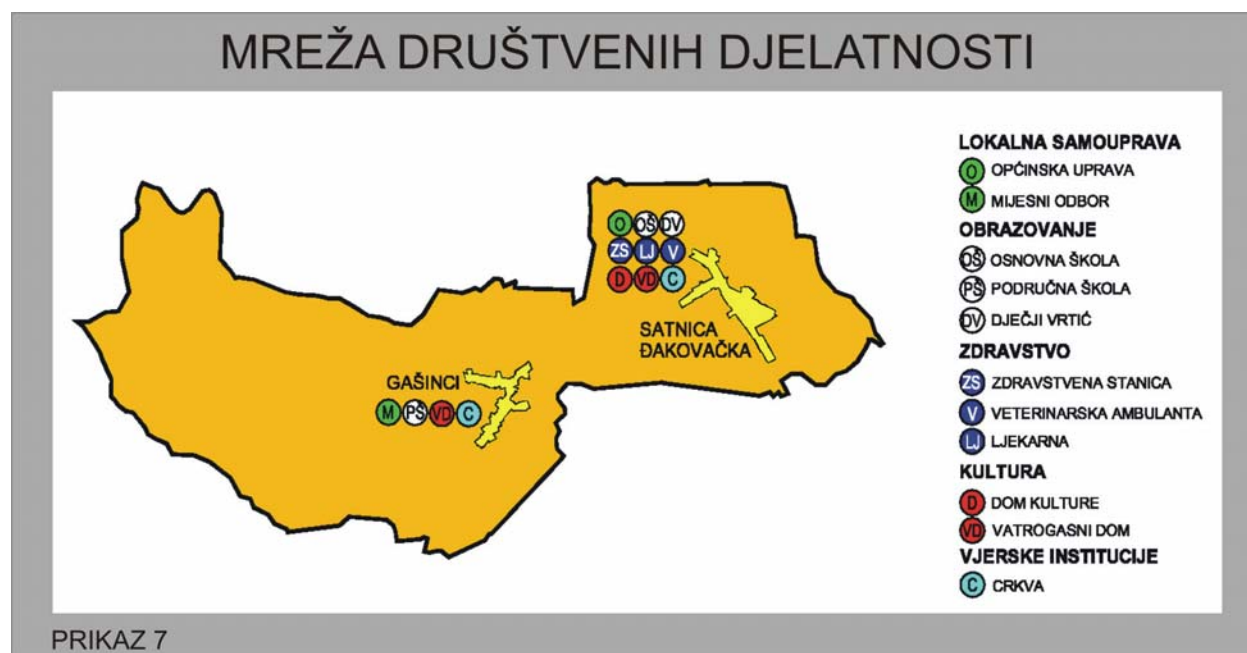 MREŽA DRUŠTVENIH DJELATNOSTI
O OŠ DV
ZS LJ V
D VD C
SATNICA
ĐAKOVAČKA
GAŠINCI
M PŠ VD C
LOKALNA SAMOUPRAVA
O OPĆINSKA UPRAVA
M MIJESNI ODBOR
OBRAZOVANJE
OŠ OSNOVNA ŠKOLA
PŠ PODRUČNA ŠKOLA
DV DJEČJI VRTIĆ
ZDRAVSTVO
ZS ZDRAVSTVENA STANICA
V VETERINARSKA AMBULANTA
LJ LJEKARNA
KULTURA
D DOM KULTURE
VD VATROGASNI DOM
VJERSKE INSTITUCIJE
C CRKVA
PRIKAZ 7